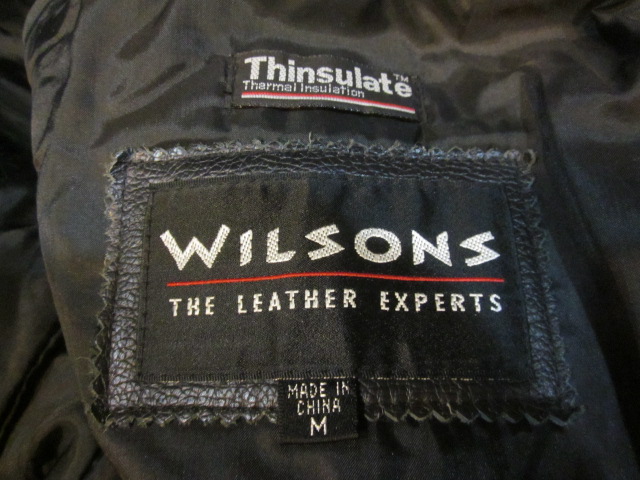 Thinsulate™
Thermal Insulation
WILSONS
THE LEATHER EXPERTS
MADE IN
CHINA
M